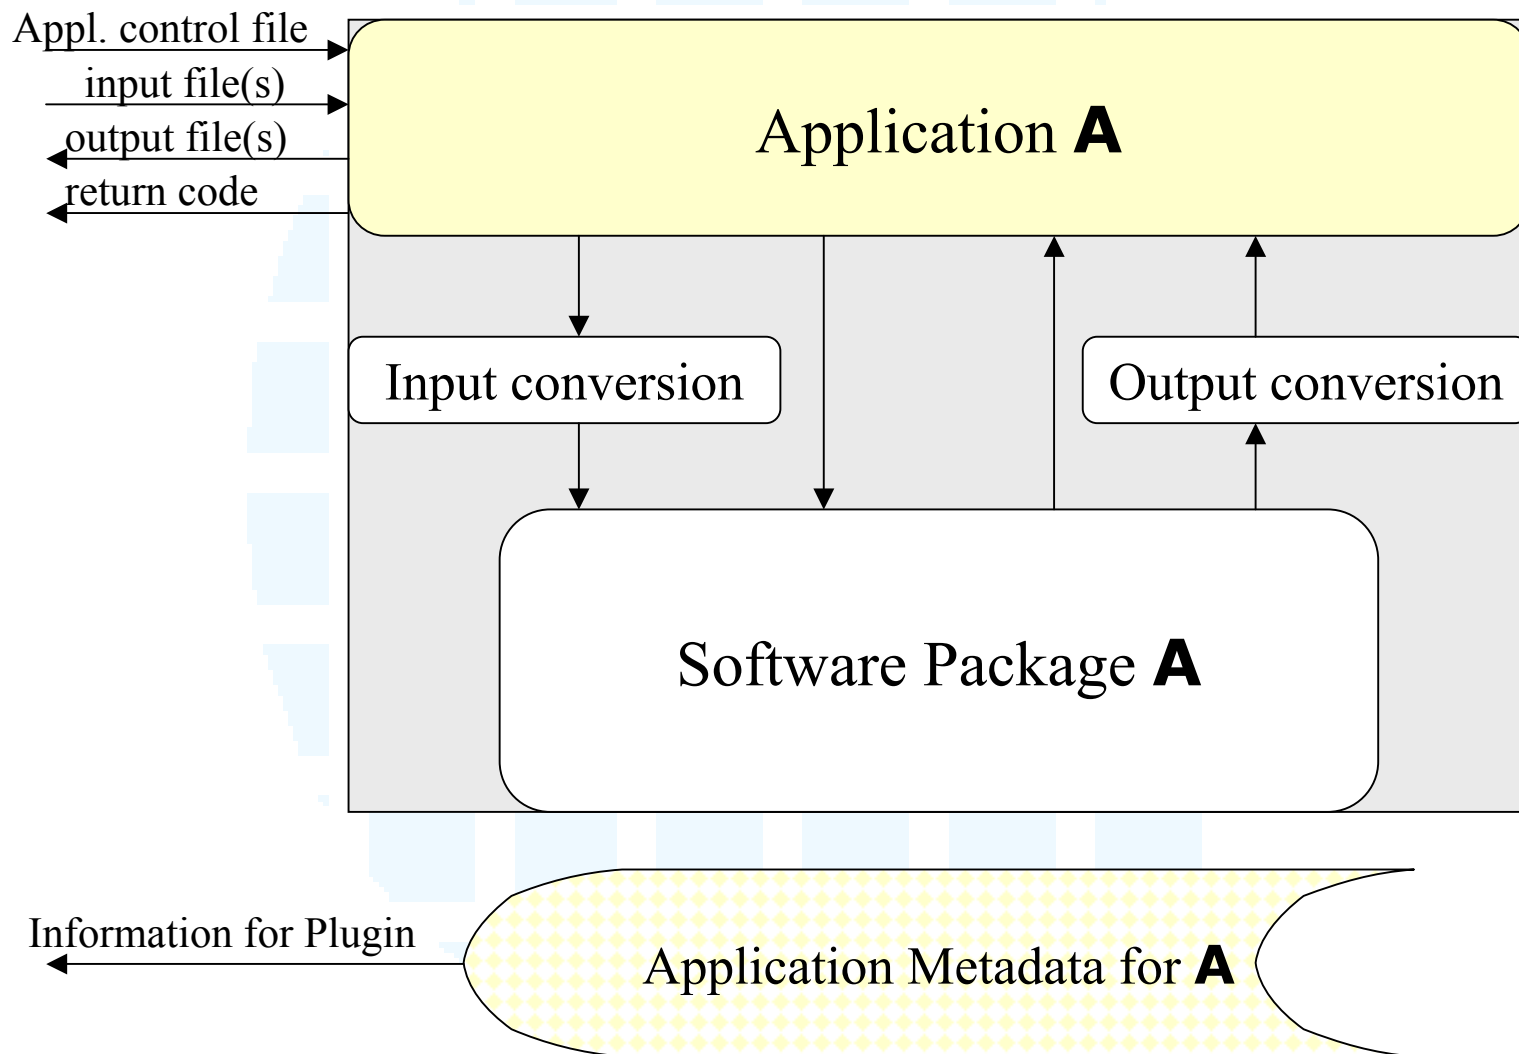 Appl. control file
input file(s)
output file(s)
return code
Application A
Input conversion
Output conversion
Software Package A
Information for Plugin
Application Metadata for A